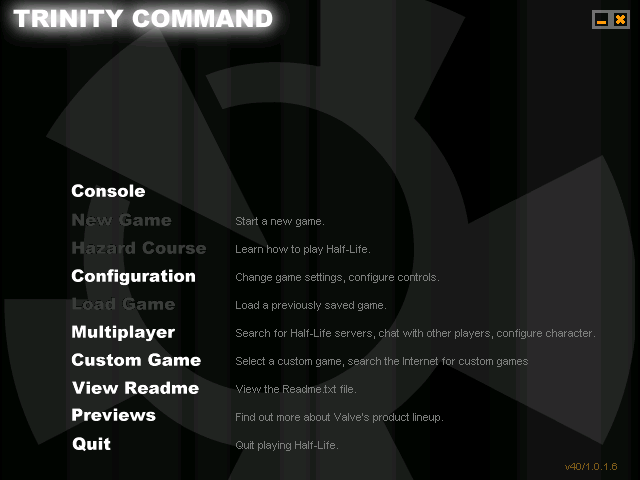 TRINITY COMMAND
Console
New Game Start a new game.
Hazard Course Learn how to play Half-Life.
Configuration Change game settings, configure controls.
Load Game Load a previously saved game.
Multiplayer Search for Half-Life servers, chat with other players, configure character.
Custom Game Select a custom game, search the Internet for custom games
View Readme View the Readme.txt file.
Previews Find out more about Valve's product lineup.
Quit Quit playing Half-Life.
v40/1.0.1.6